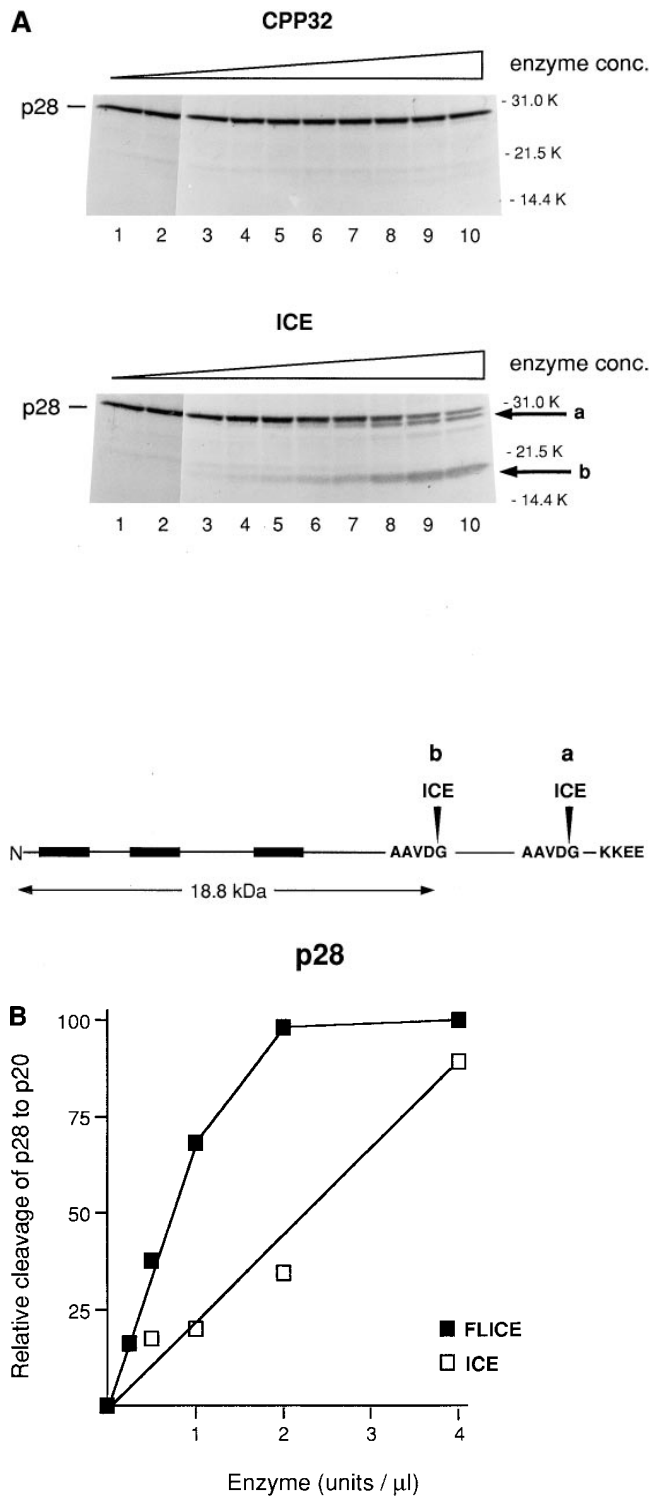 A
CPP32
enzyme conc.
p28
- 31.0 K
- 21.5 K
- 14.4 K
1 2 3 4 5 6 7 8 9 10
ICE
enzyme conc.
p28
- 31.0 K
a
- 21.5 K
b
- 14.4 K
1 2 3 4 5 6 7 8 9 10
b a
ICE ICE
N AAVDG AAVDG KKEE
18.8 kDa
p28
B
Relative cleavage of p28 to p20
100
75
50
25
FLICE
ICE
1 2 3 4
Enzyme (units / µl)